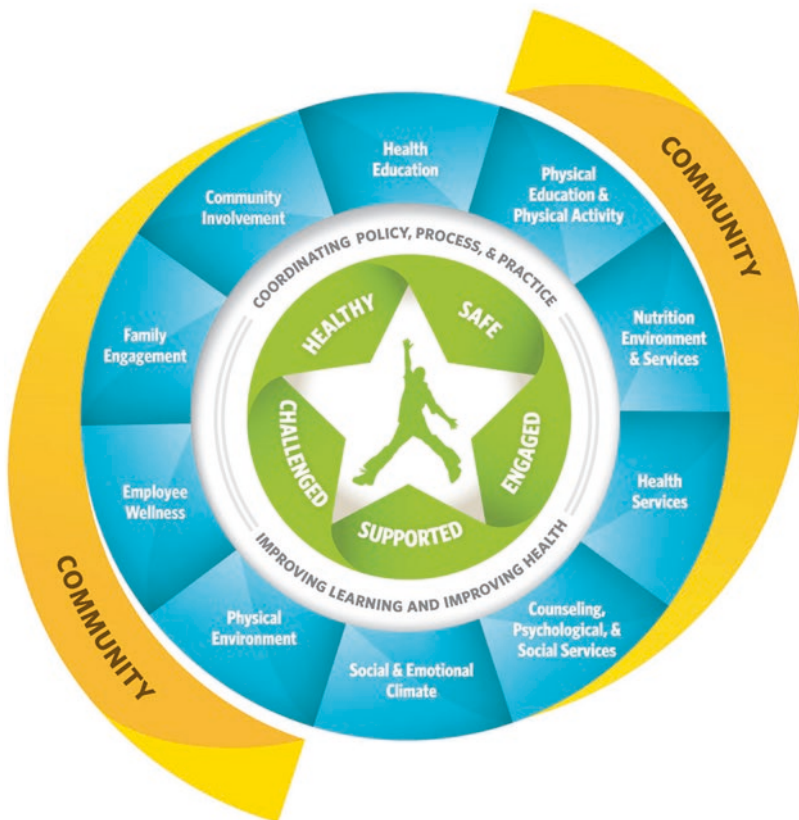 COMMUNITY
Health
Education
Physical
Education &
Physical Activity
Nutrition
Environment
& Services
Health
Services
Counseling,
Psychological, &
Social Services
Social & Emotional
Climate
Physical
Environment
Employee
Wellness
Family
Engagement
Community
Involvement
COORDINATING POLICY, PROCESS, & PRACTICE
IMPROVING LEARNING AND IMPROVING HEALTH
HEALTHY
SAFE
ENGAGED
SUPPORTED
CHALLENGED
COMMUNITY